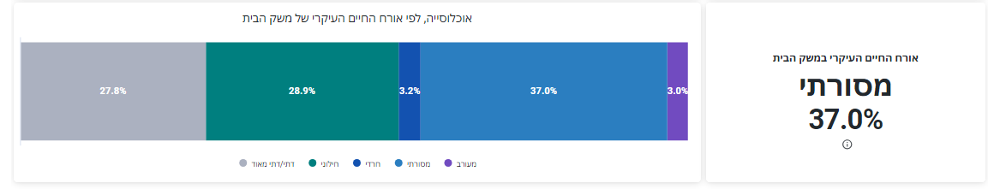 אוכלוסייה, לפי אורח החיים העיקרי של משק הבית
27.8% 28.9% 3.2% 37.0% 3.0%
דתי/דתי מאוד חילוני חרדי מסורתי מעורב
אורח החיים העיקרי במשק הבית
מסורתי
37.0%